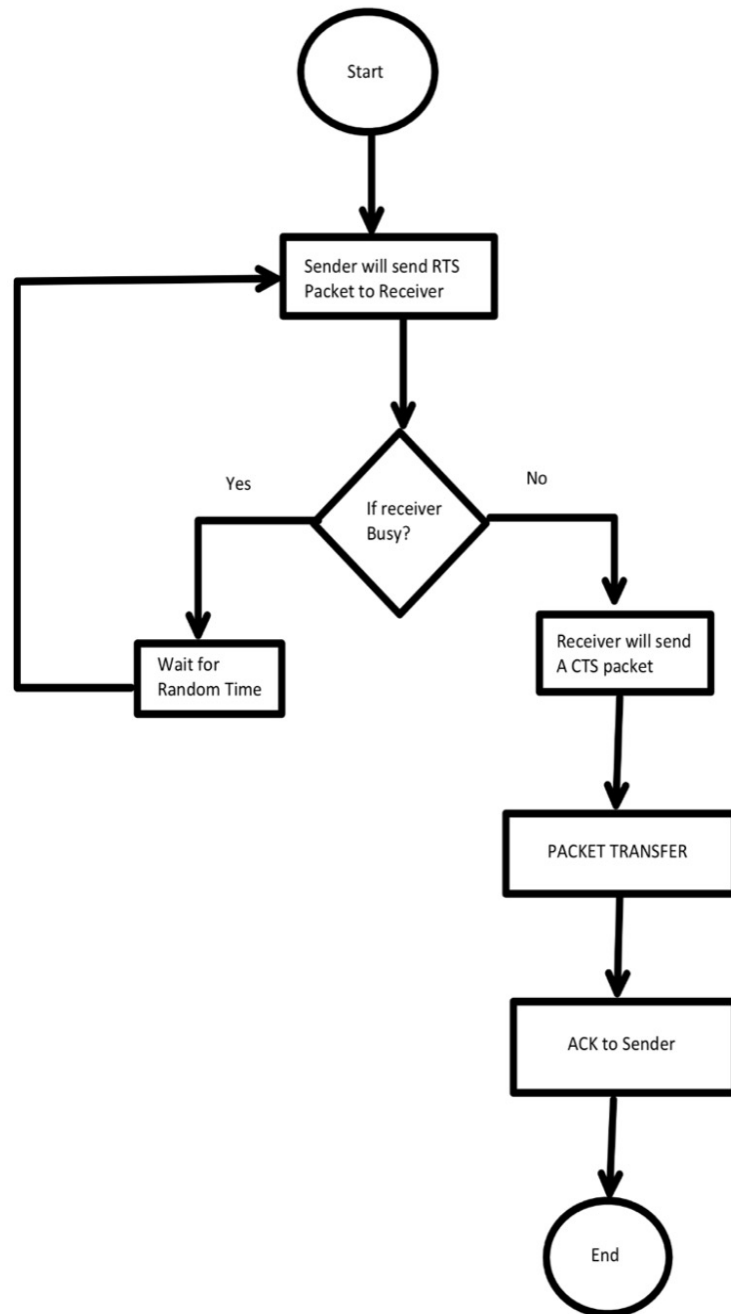 Start
Sender will send RTS
Packet to Receiver
Yes
No
If receiver
Busy?
Wait for
Random Time
Receiver will send
A CTS packet
PACKET TRANSFER
ACK to Sender
End